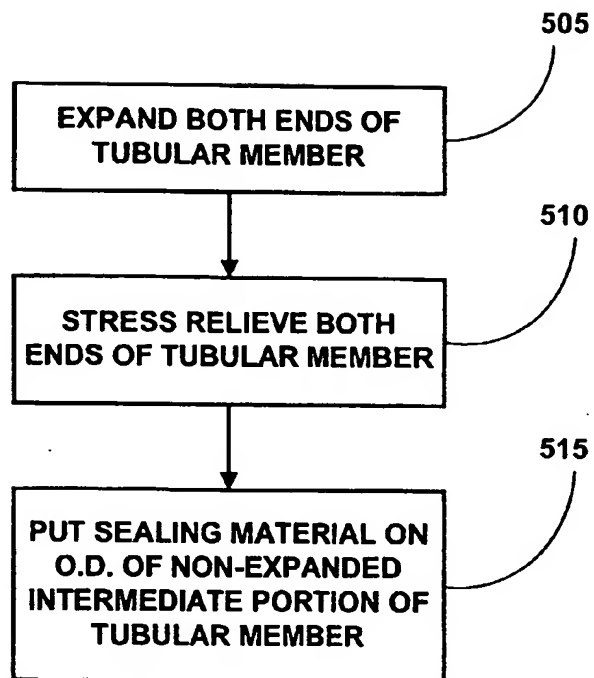 505
EXPAND BOTH ENDS OF
TUBULAR MEMBER
510
STRESS RELIEVE BOTH
ENDS OF TUBULAR MEMBER
515
PUT SEALING MATERIAL ON
O.D. OF NON-EXPANDED
INTERMEDIATE PORTION OF
TUBULAR MEMBER